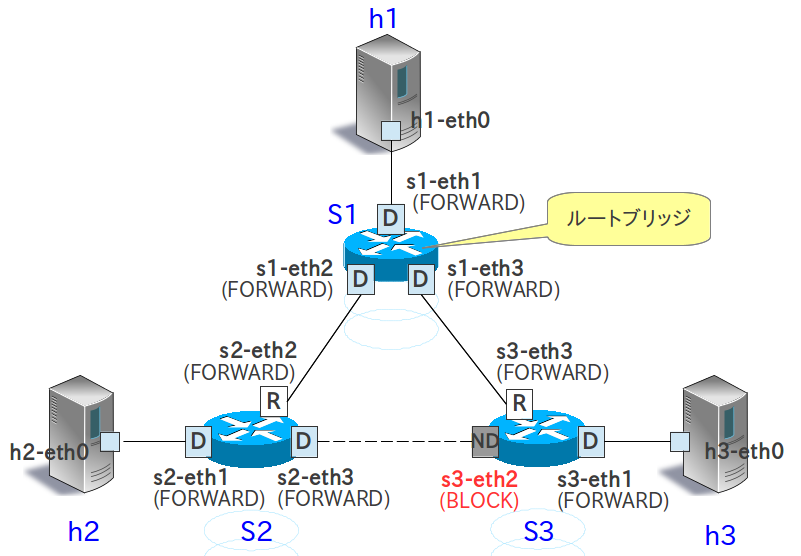 h1
h1-eth0
s1-eth1
(FORWARD)
S1
D
ルートブリッジ
s1-eth2
(FORWARD)
D
D
s1-eth3
(FORWARD)
s2-eth2
(FORWARD)
s3-eth3
(FORWARD)
R
R
h2-eth0
D
D
ND
D
h3-eth0
s2-eth1
(FORWARD)
s2-eth3
(FORWARD)
s3-eth2
(BLOCK)
s3-eth1
(FORWARD)
h2
S2
S3
h3